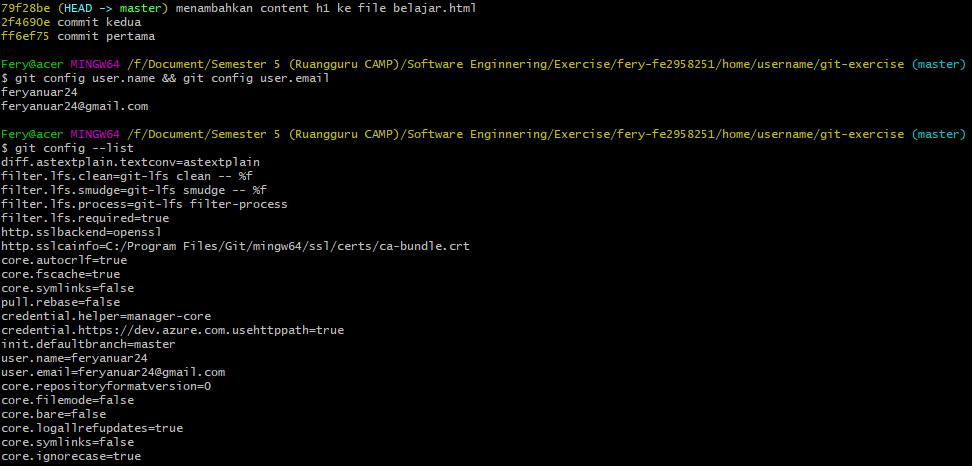 79f28be (HEAD -> master) menambahkan content h1 ke file belajar.html
2f4690e commit kedua
ff6ef75 commit pertama
Fery@acer MINGW64 /f/Document/Semester 5 (Ruangguru CAMP)/Software Enginnering/Exercise/fery-fe2958251/home/username/git-exercise (master)
$ git config user.name && git config user.email
feryanuar24
feryanuar24@gmail.com
Fery@acer MINGW64 /f/Document/Semester 5 (Ruangguru CAMP)/Software Enginnering/Exercise/fery-fe2958251/home/username/git-exercise (master)
$ git config --list
diff.astextplain.textconv=astextplain
filter.lfs.clean=git-lfs clean -- %f
filter.lfs.smudge=git-lfs smudge -- %f
filter.lfs.process=git-lfs filter-process
filter.lfs.required=true
http.sslbackend=openssl
http.sslcainfo=C:/Program Files/Git/mingw64/ssl/certs/ca-bundle.crt
core.autocrlf=true
core.fscache=true
core.symlinks=false
pull.rebase=false
credential.helper=manager-core
credential.https://dev.azure.com.usehttppath=true
init.defaultbranch=master
user.name=feryanuar24
user.email=feryanuar24@gmail.com
core.repositoryformatversion=0
core.filemode=false
core.bare=false
core.logallrefupdates=true
core.symlinks=false
core.ignorecase=true